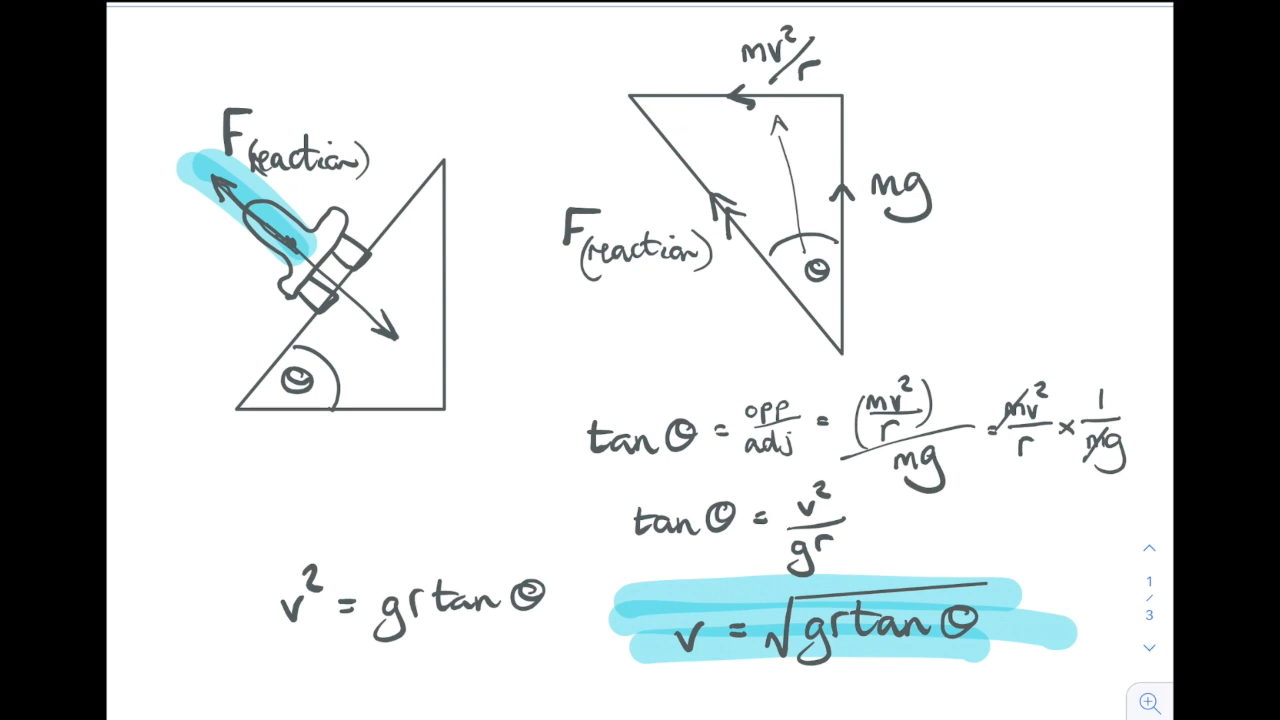 F(reaction)
θ
mv²/r
mg
F(reaction)
θ
tan θ = opp/adj = (mv²/r)/mg = mv²/r × 1/mg
tan θ = v²/gr
v² = gr tan θ
v = √gr tan θ
1
/
3